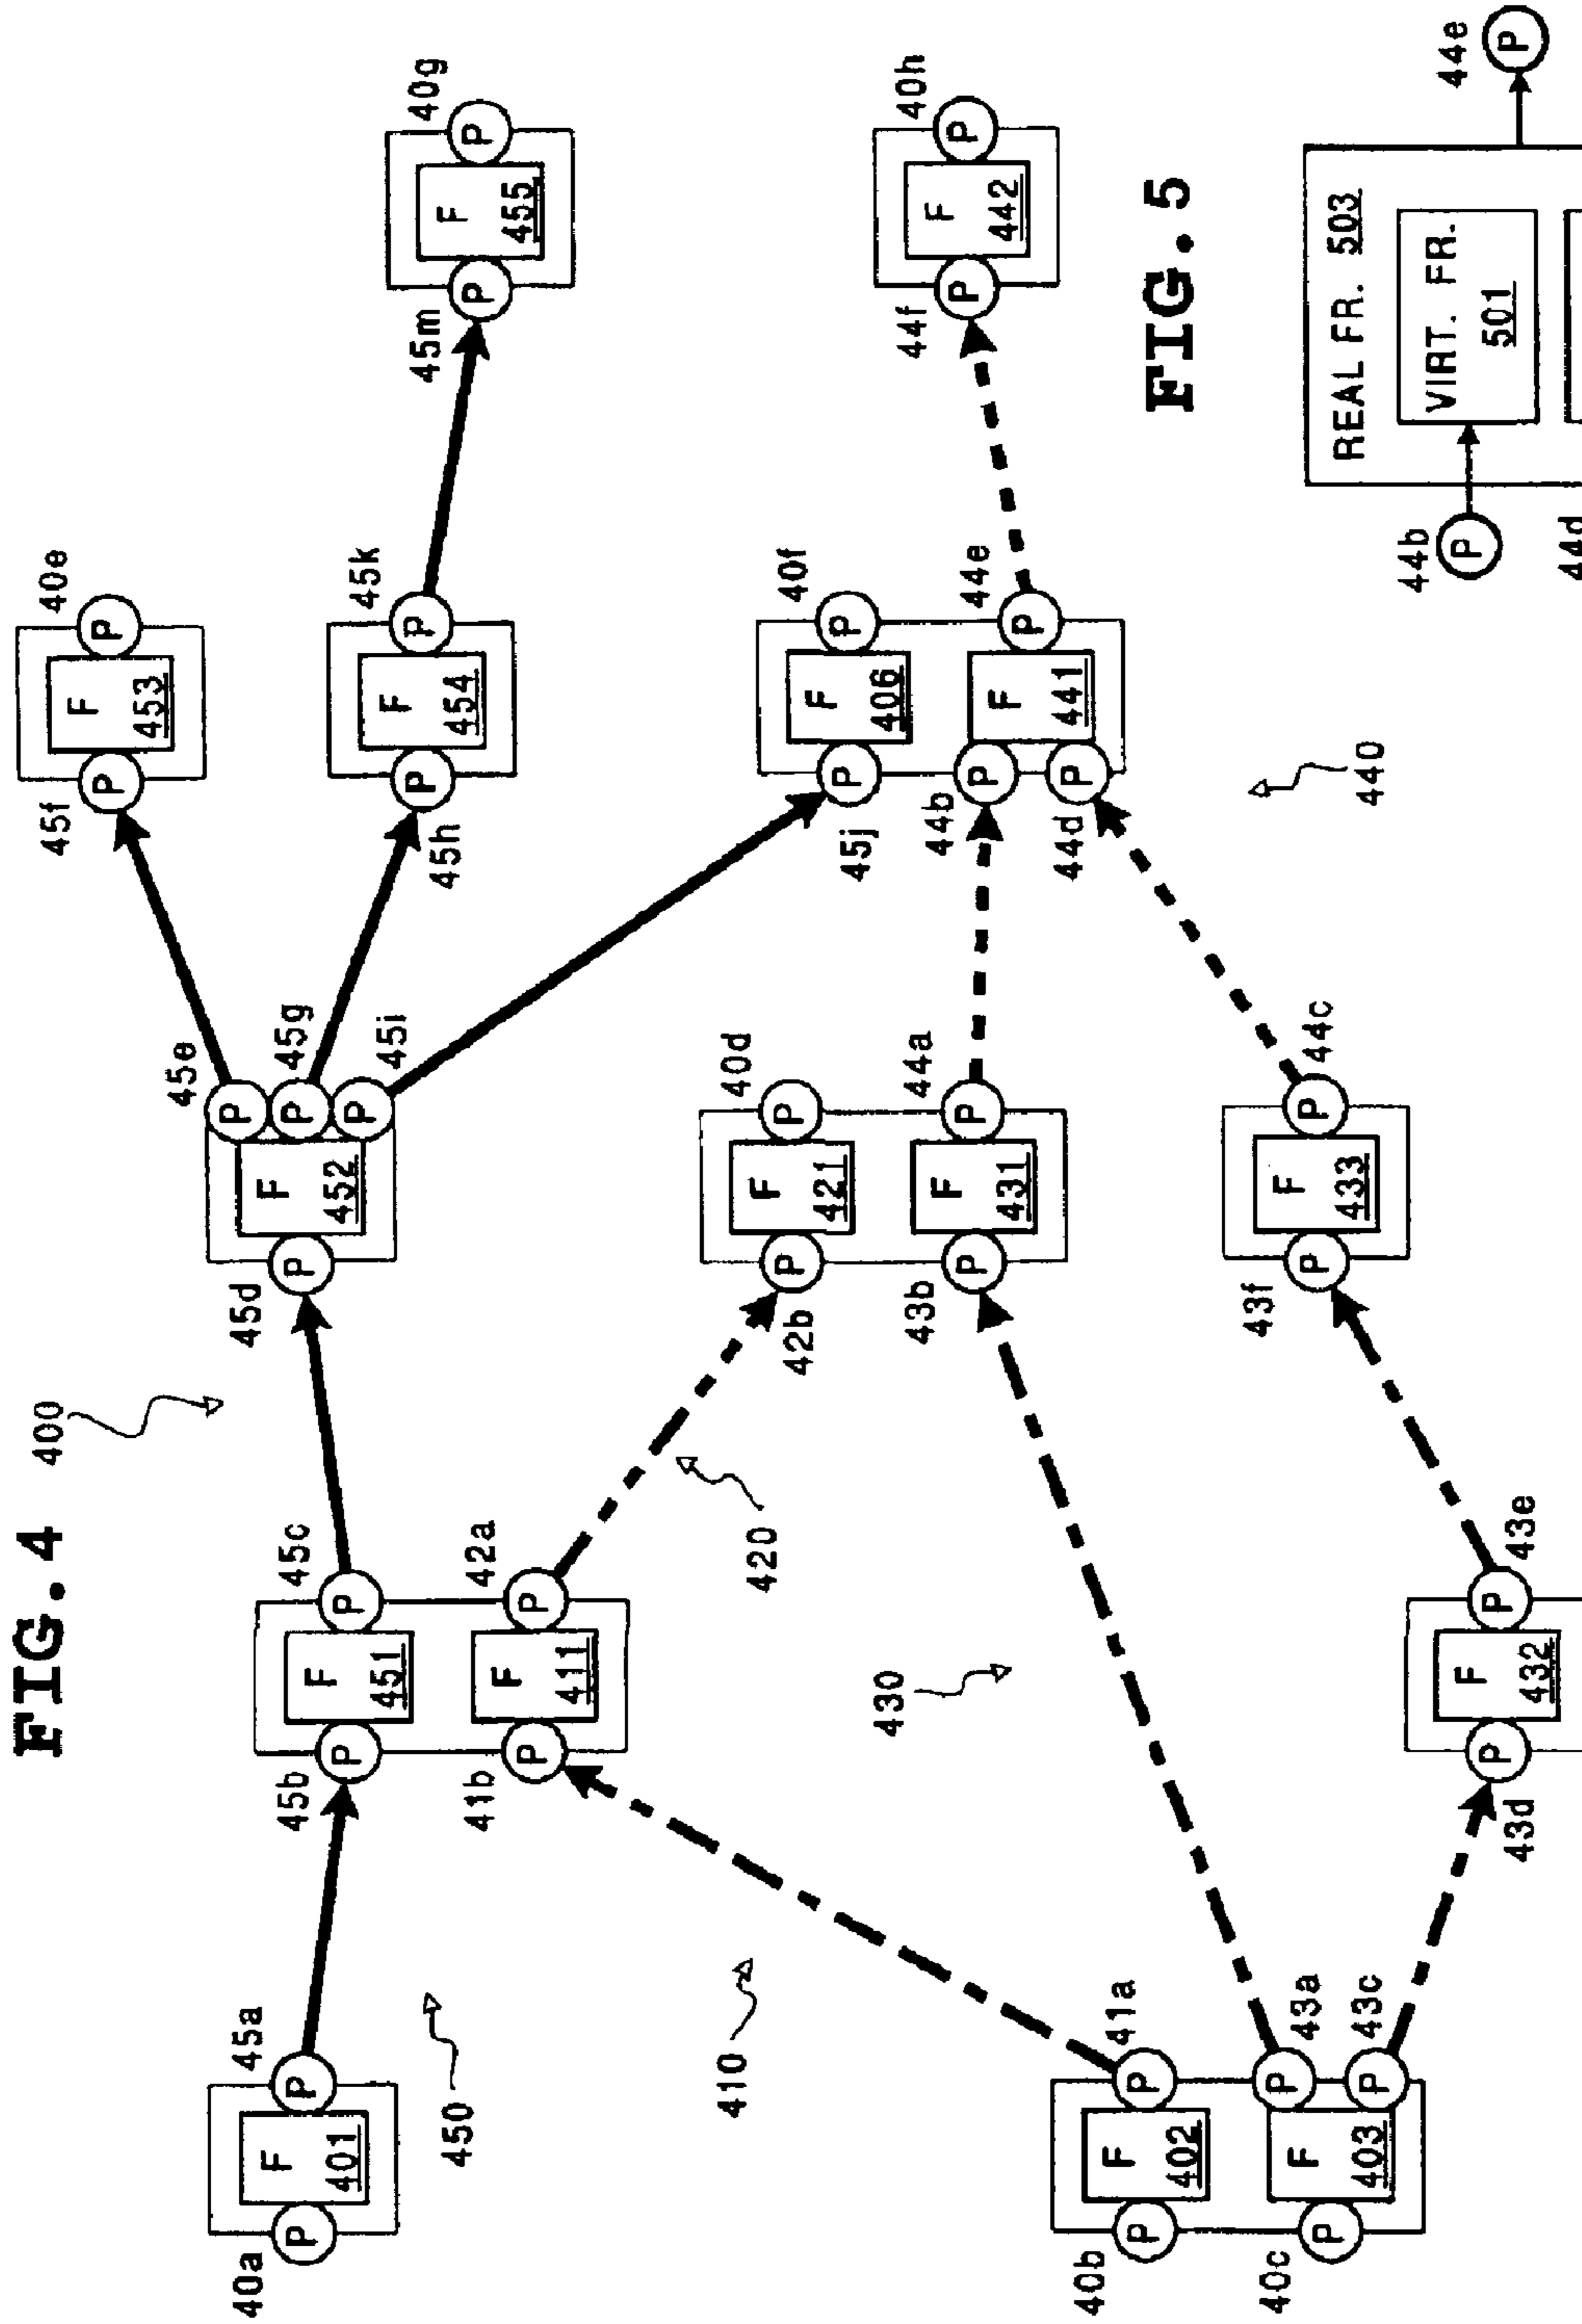 FIG. 4
400
40a
P
F
401
P
45a
450
45b
P
F
451
P
45c
41b
P
F
411
P
42a
410
420
45d
P
F
452
P
45e
P
45g
P
45i
45f
P
F
453
P
40e
45h
P
F
454
P
45k
45m
P
F
455
P
40g
42b
P
F
421
P
40d
43b
P
F
431
P
44a
45j
P
F
406
P
40f
44b
P
44d
P
F
441
P
44e
44f
P
F
442
P
40h
430
440
40b
P
F
402
P
41a
40c
P
F
403
P
43a
P
43c
43d
P
F
432
P
43e
43f
P
F
433
P
44c
FIG. 5
REAL FR. 503
44b
P
VIRT. FR.
501
P
44e
44d